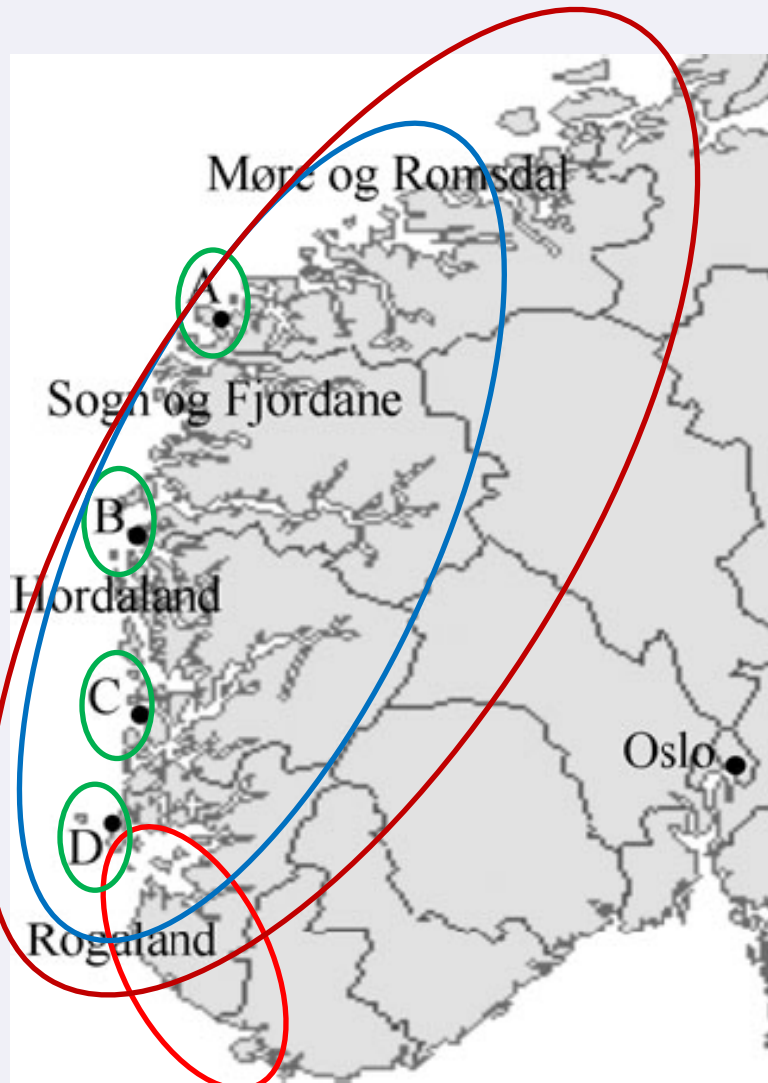 Møre og Romsdal
A
Sogn og Fjordane
B
Hordaland
C
Oslo
D
Rogaland